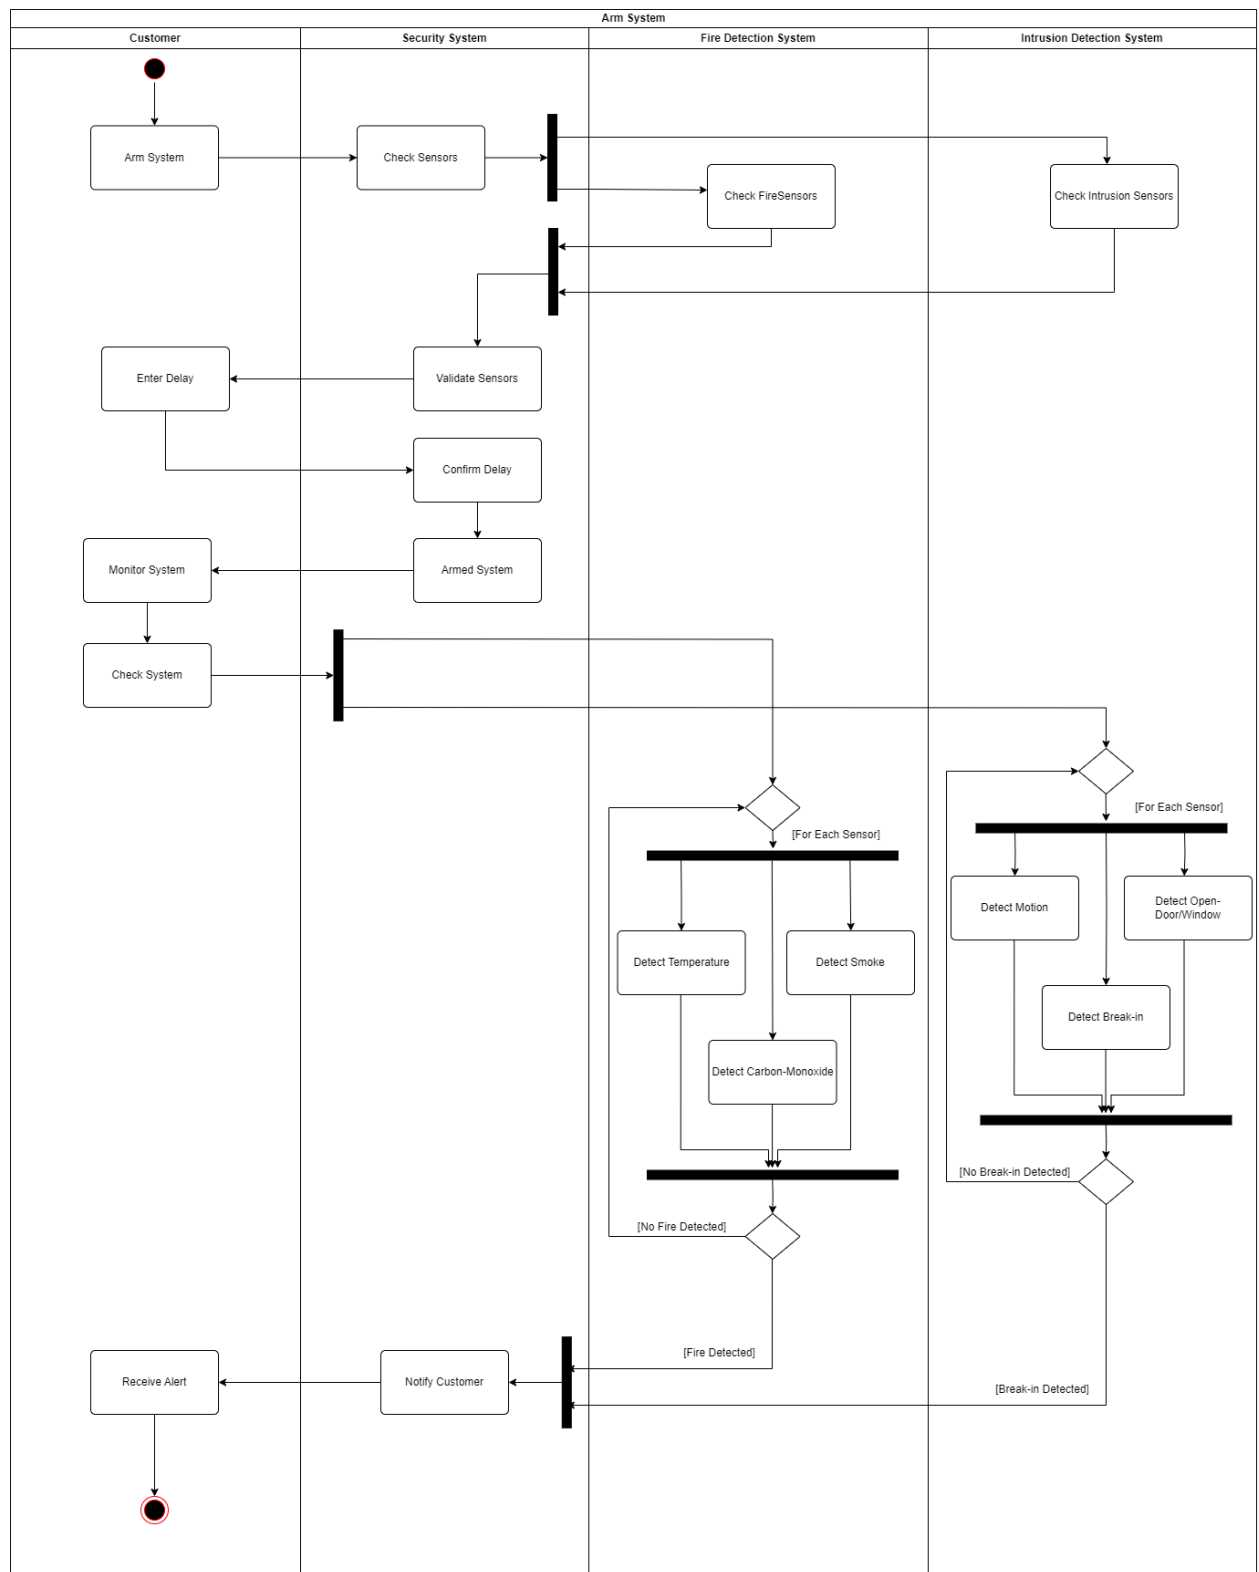 Arm System
Customer
Security System
Fire Detection System
Intrusion Detection System
Arm System
Check Sensors
Check FireSensors
Check Intrusion Sensors
Enter Delay
Validate Sensors
Confirm Delay
Monitor System
Armed System
Check System
[For Each Sensor]
[For Each Sensor]
Detect Motion
Detect Open-
Door/Window
Detect Temperature
Detect Smoke
Detect Break-in
Detect Carbon-Monoxide
[No Break-in Detected]
[No Fire Detected]
[Fire Detected]
Receive Alert
Notify Customer
[Break-in Detected]